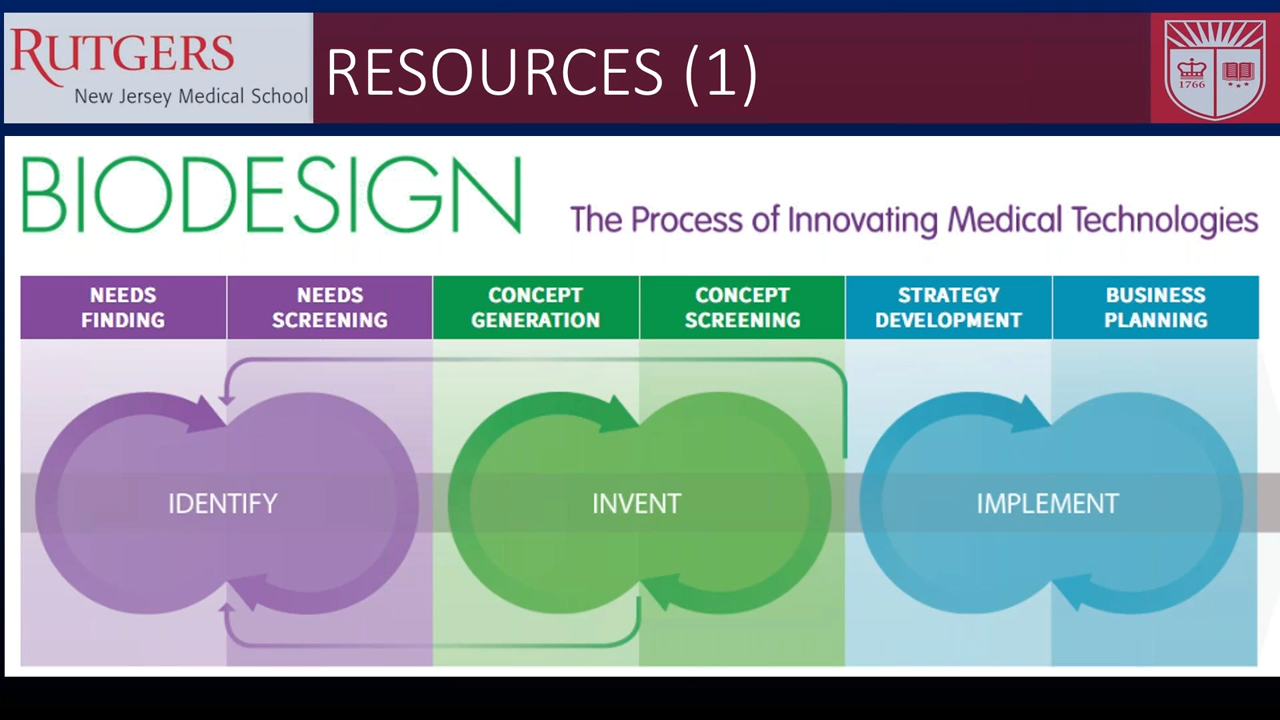 RUTGERS
New Jersey Medical School
RESOURCES (1)
1766
BIODESIGN
The Process of Innovating Medical Technologies
NEEDS
FINDING
NEEDS
SCREENING
CONCEPT
GENERATION
CONCEPT
SCREENING
STRATEGY
DEVELOPMENT
BUSINESS
PLANNING
IDENTIFY
INVENT
IMPLEMENT